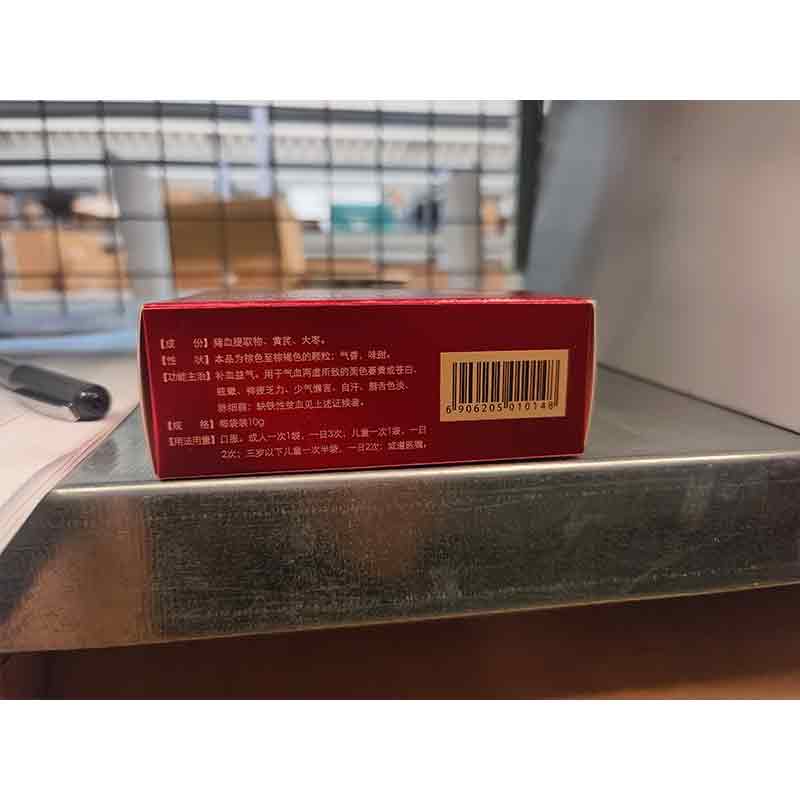 【成　份】猪血提取物、黄芪、大枣。
【性　状】本品为棕色至棕褐色的颗粒；气香，味甜。
【功能主治】补血益气。用于气血两虚所致的面色萎黄或苍白、
眩晕、神疲乏力、少气懒言、自汗、唇舌色淡、
脉细弱；缺铁性贫血见上述证候者。
【规　格】每袋装10g
【用法用量】口服。成人一次1袋，一日3次；儿童一次1袋，一日
2次；三岁以下儿童一次半袋，一日2次；或遵医嘱。
6 906205 010148